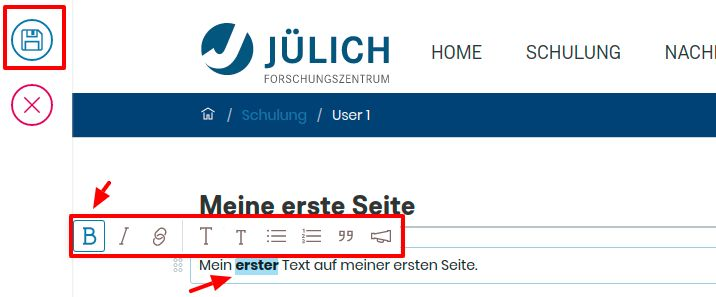 JÜLICH
FORSCHUNGSZENTRUM
HOME SCHULUNG NACH
/ Schulung / User 1
Meine erste Seite
B I T T 99
Mein erster Text auf meiner ersten Seite.